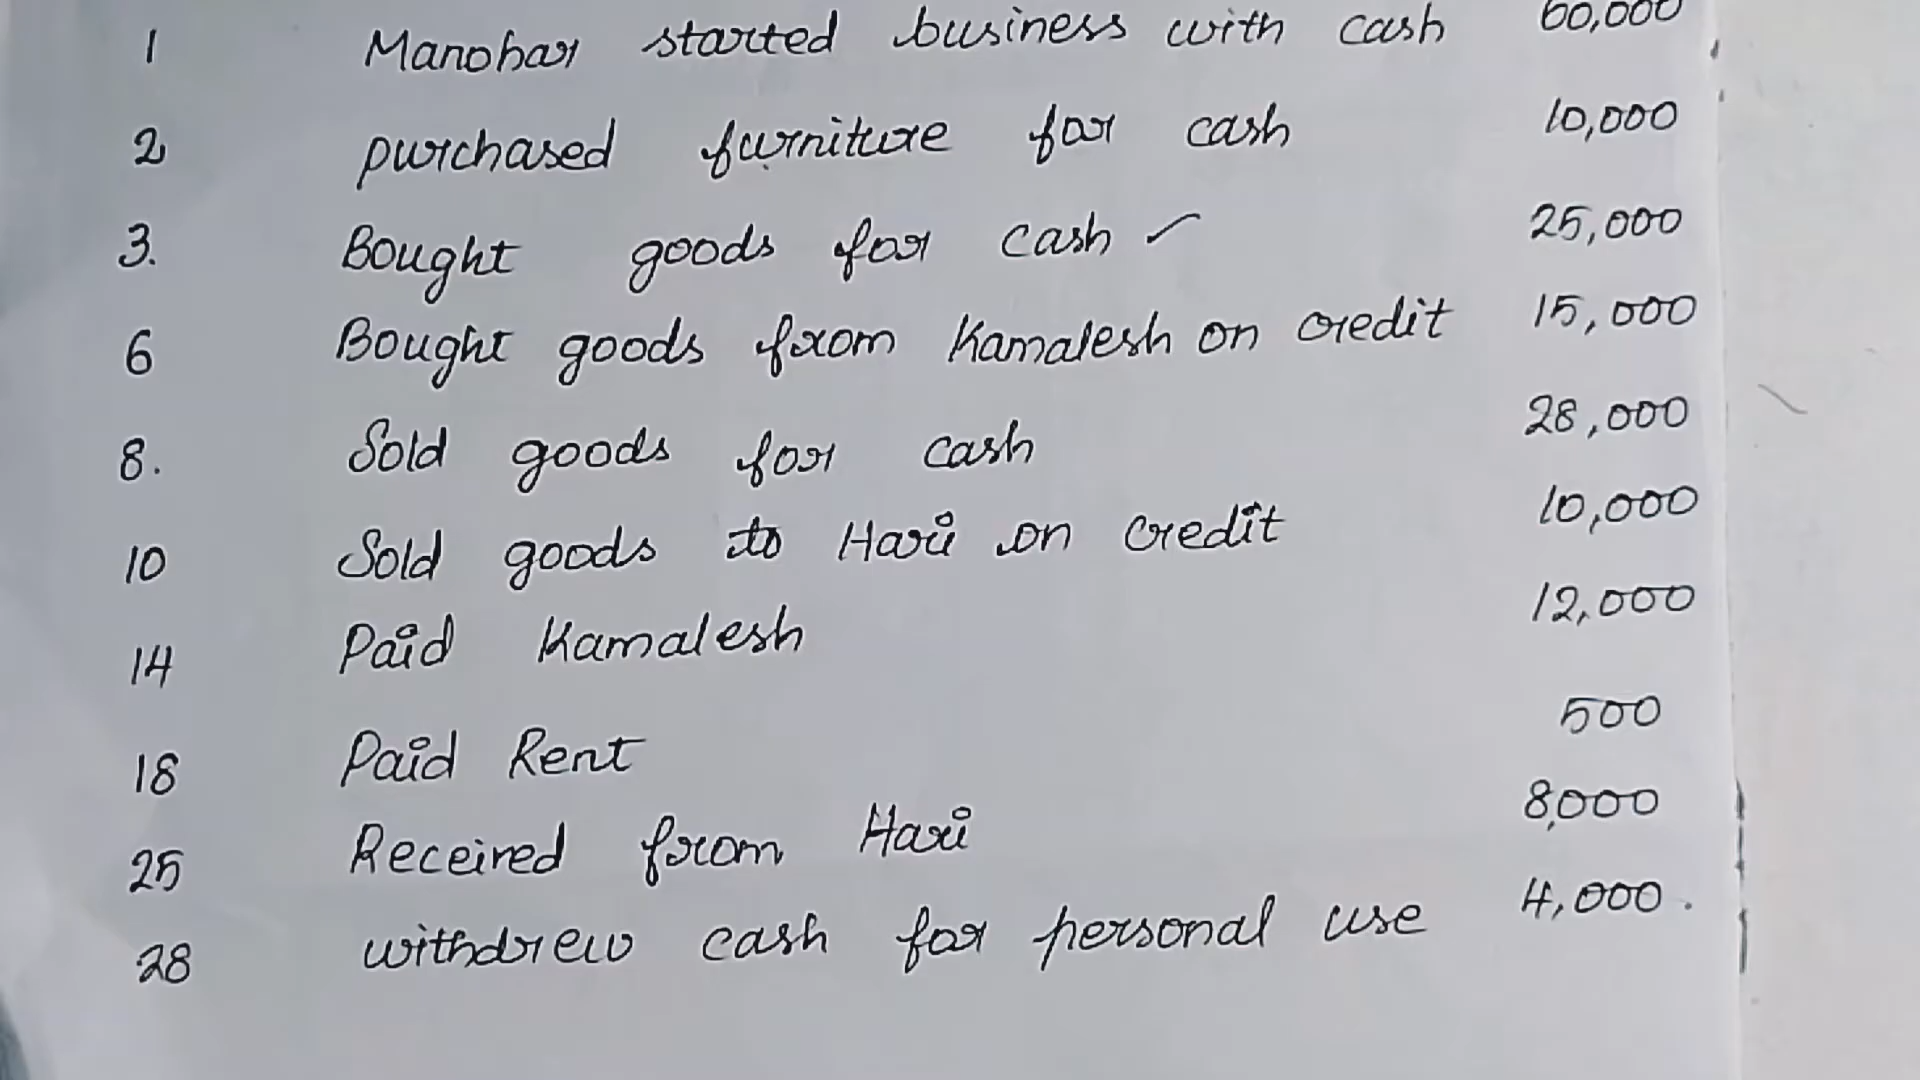 1 Manohar started business with cash 60,000
2 purchased furniture for cash 10,000
3. Bought goods for cash ✓ 25,000
6 Bought goods from Kamalesh on credit 15,000
8. Sold goods for cash 28,000
10 Sold goods to Hari on credit 10,000
14 Paid Kamalesh 12,000
18 Paid Rent 500
25 Received from Hari 8,000
28 withdrew cash for personal use 4,000.